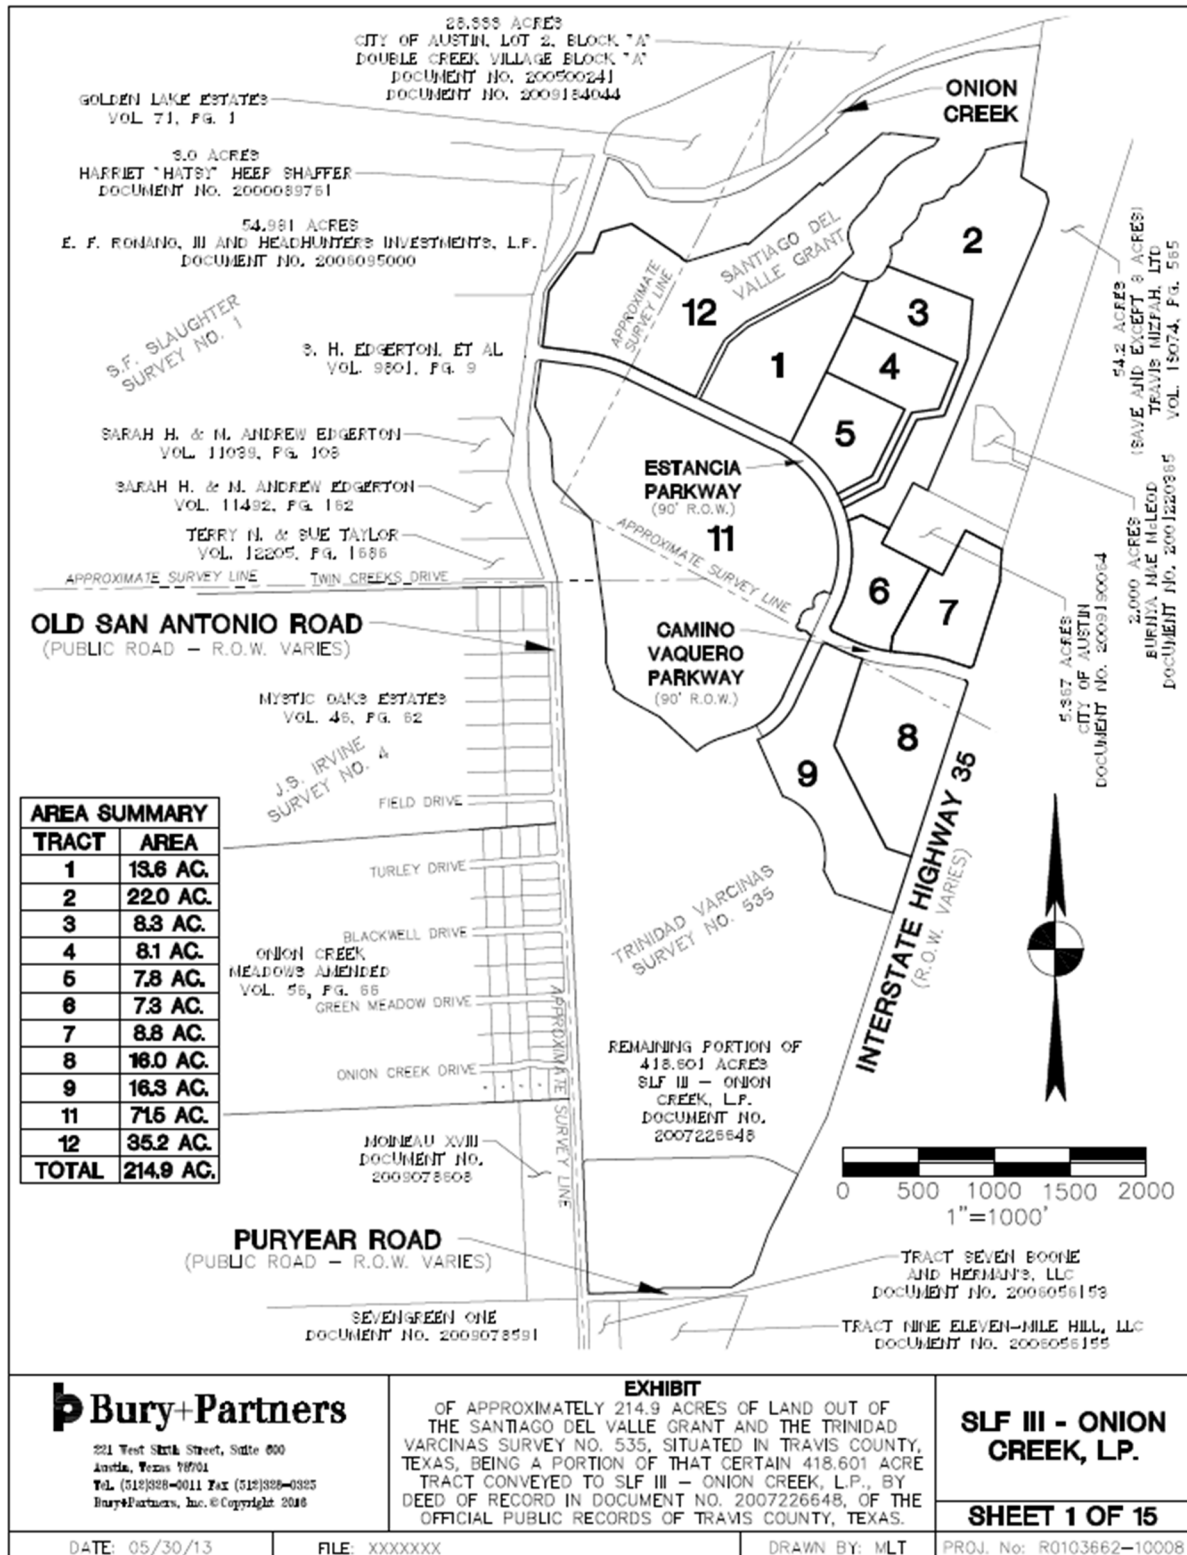 28.888 ACRES
CITY OF AUSTIN, LOT 2, BLOCK "A"
DOUBLE CREEK VILLAGE BLOCK "A"
DOCUMENT NO. 200500241
DOCUMENT NO. 2009184044
GOLDEN LAKE ESTATES
VOL. 71, PG. 1
ONION
CREEK
HARRIET "HATSY" HEEP SHAFFER
DOCUMENT NO. 2000089761
54.981 ACRES
E. F. ROMANO, III AND HEADHUNTERS INVESTMENTS, L.P.
DOCUMENT NO. 2006095000
S.F. SLAUGHTER
SURVEY NO. 1
S. H. EDGERTON, ET AL
VOL. 9801, PG. 9
SANTIAGO DEL
VALLE GRANT
APPROXIMATE
SURVEY LINE
2
12
3
1
4
5
54.2 ACRES
(SAVE AND EXCEPT 8 ACRES)
TRAVIS MIZPAH, LTD
VOL. 13074, PG. 565
SARAH H. & M. ANDREW EDGERTON
VOL. 11039, PG. 108
SARAH H. & M. ANDREW EDGERTON
VOL. 11492, PG. 162
TERRY N. & SUE TAYLOR
VOL. 12205, PG. 1686
ESTANCIA
PARKWAY
(90' R.O.W.)
11
APPROXIMATE SURVEY LINE
2.000 ACRES
BURNYA MAE McLEOD
DOCUMENT NO. 2001220385
APPROXIMATE SURVEY LINE
TWIN CREEKS DRIVE
6
7
5.367 ACRES
CITY OF AUSTIN
DOCUMENT NO. 2009190064
OLD SAN ANTONIO ROAD
(PUBLIC ROAD – R.O.W. VARIES)
CAMINO
VAQUERO
PARKWAY
(90' R.O.W.)
MYSTIC OAKS ESTATES
VOL. 46, PG. 62
J.S. IRVINE
SURVEY NO. 4
8
9
FIELD DRIVE
TURLEY DRIVE
BLACKWELL DRIVE
ONION CREEK
MEADOWS AMENDED
VOL. 56, PG. 66
GREEN MEADOW DRIVE
ONION CREEK DRIVE
TRINIDAD VARCINAS
SURVEY NO. 535
INTERSTATE HIGHWAY 35
(R.O.W. VARIES)
APPROXIMATE SURVEY LINE
AREA SUMMARY
TRACT AREA
1 13.6 AC.
2 22.0 AC.
3 8.3 AC.
4 8.1 AC.
5 7.8 AC.
6 7.3 AC.
7 8.8 AC.
8 16.0 AC.
9 16.3 AC.
11 71.5 AC.
12 35.2 AC.
TOTAL 214.9 AC.
REMAINING PORTION OF
418.601 ACRES
SLF III – ONION
CREEK, L.P.
DOCUMENT NO.
2007226648
MOINEAU XVIII
DOCUMENT NO.
2009078608
0 500 1000 1500 2000
1"=1000'
PURYEAR ROAD
(PUBLIC ROAD – R.O.W. VARIES)
SEVENGREEN ONE
DOCUMENT NO. 2009078591
TRACT SEVEN BOONE
AND HERMAN'S, LLC
DOCUMENT NO. 2006056153
TRACT NINE ELEVEN–MILE HILL, LLC
DOCUMENT NO. 2006056155
Bury+Partners
221 West Sixth Street, Suite 600
Austin, Texas 78701
Tel. (512)328-0011 Fax (512)328-0325
Bury+Partners, Inc. © Copyright
EXHIBIT
OF APPROXIMATELY 214.9 ACRES OF LAND OUT OF
THE SANTIAGO DEL VALLE GRANT AND THE TRINIDAD
VARCINAS SURVEY NO. 535, SITUATED IN TRAVIS COUNTY,
TEXAS, BEING A PORTION OF THAT CERTAIN 418.601 ACRE
TRACT CONVEYED TO SLF III – ONION CREEK, L.P., BY
DEED OF RECORD IN DOCUMENT NO. 2007226648, OF THE
OFFICIAL PUBLIC RECORDS OF TRAVIS COUNTY, TEXAS.
SLF III - ONION
CREEK, L.P.
SHEET 1 OF 15
DATE: 05/30/13
FILE: XXXXXXX
DRAWN BY: MLT
PROJ. No: R0103662–10008